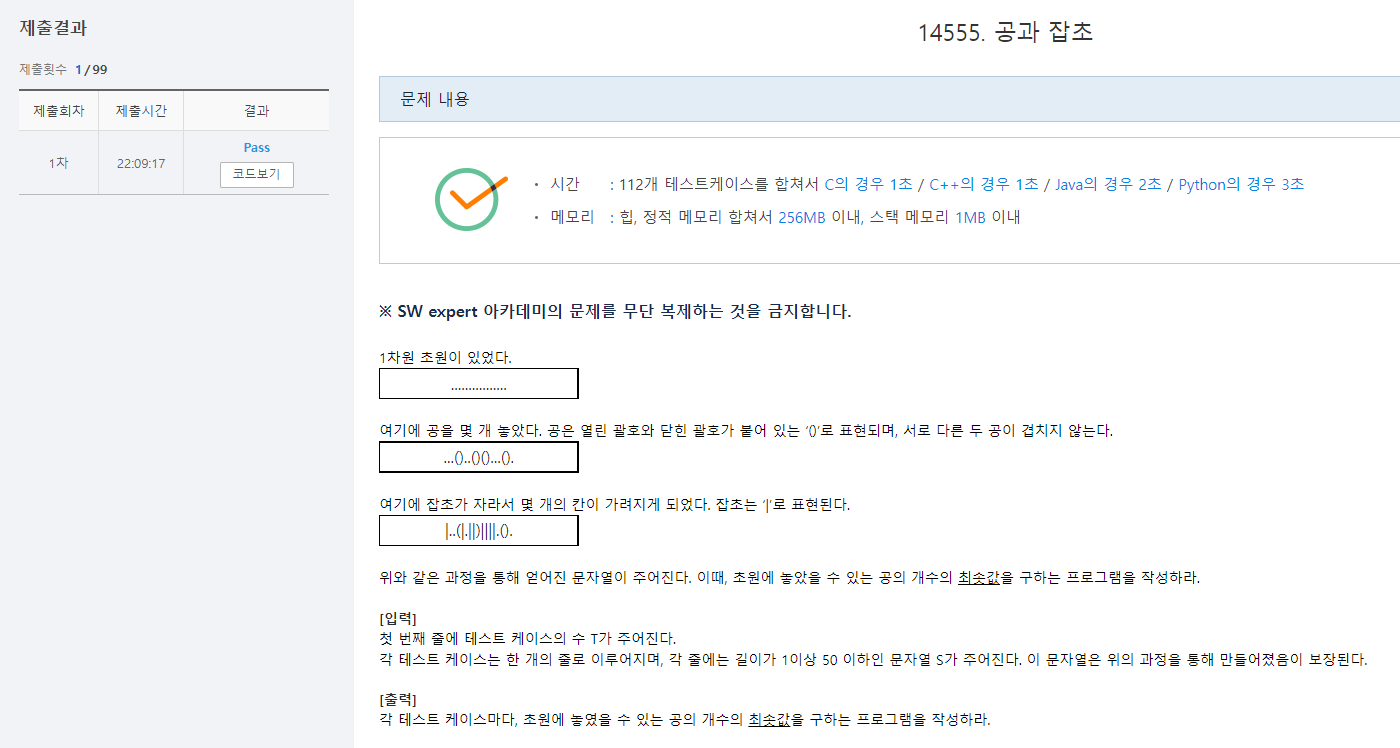 제출결과
제출횟수 1 / 99
제출회차 제출시간 결과
1차 22:09:17 Pass
코드보기
14555. 공과 잡초
문제 내용
· 시간 : 112개 테스트케이스를 합쳐서 C의 경우 1초 / C++의 경우 1초 / Java의 경우 2초 / Python의 경우 3초
· 메모리 : 힙, 정적 메모리 합쳐서 256MB 이내, 스택 메모리 1MB 이내
※ SW expert 아카데미의 문제를 무단 복제하는 것을 금지합니다.
1차원 초원이 있었다.
................
여기에 공을 몇 개 놓았다. 공은 열린 괄호와 닫힌 괄호가 붙어 있는 ‘()’로 표현되며, 서로 다른 두 공이 겹치지 않는다.
...()..()()...().
여기에 잡초가 자라서 몇 개의 칸이 가려지게 되었다. 잡초는 ‘|’로 표현된다.
|..(|.||)||||.().
위와 같은 과정을 통해 얻어진 문자열이 주어진다. 이때, 초원에 놓았을 수 있는 공의 개수의 최솟값을 구하는 프로그램을 작성하라.
[입력]
첫 번째 줄에 테스트 케이스의 수 T가 주어진다.
각 테스트 케이스는 한 개의 줄로 이루어지며, 각 줄에는 길이가 1이상 50 이하인 문자열 S가 주어진다. 이 문자열은 위의 과정을 통해 만들어졌음이 보장된다.
[출력]
각 테스트 케이스마다, 초원에 놓였을 수 있는 공의 개수의 최솟값을 구하는 프로그램을 작성하라.